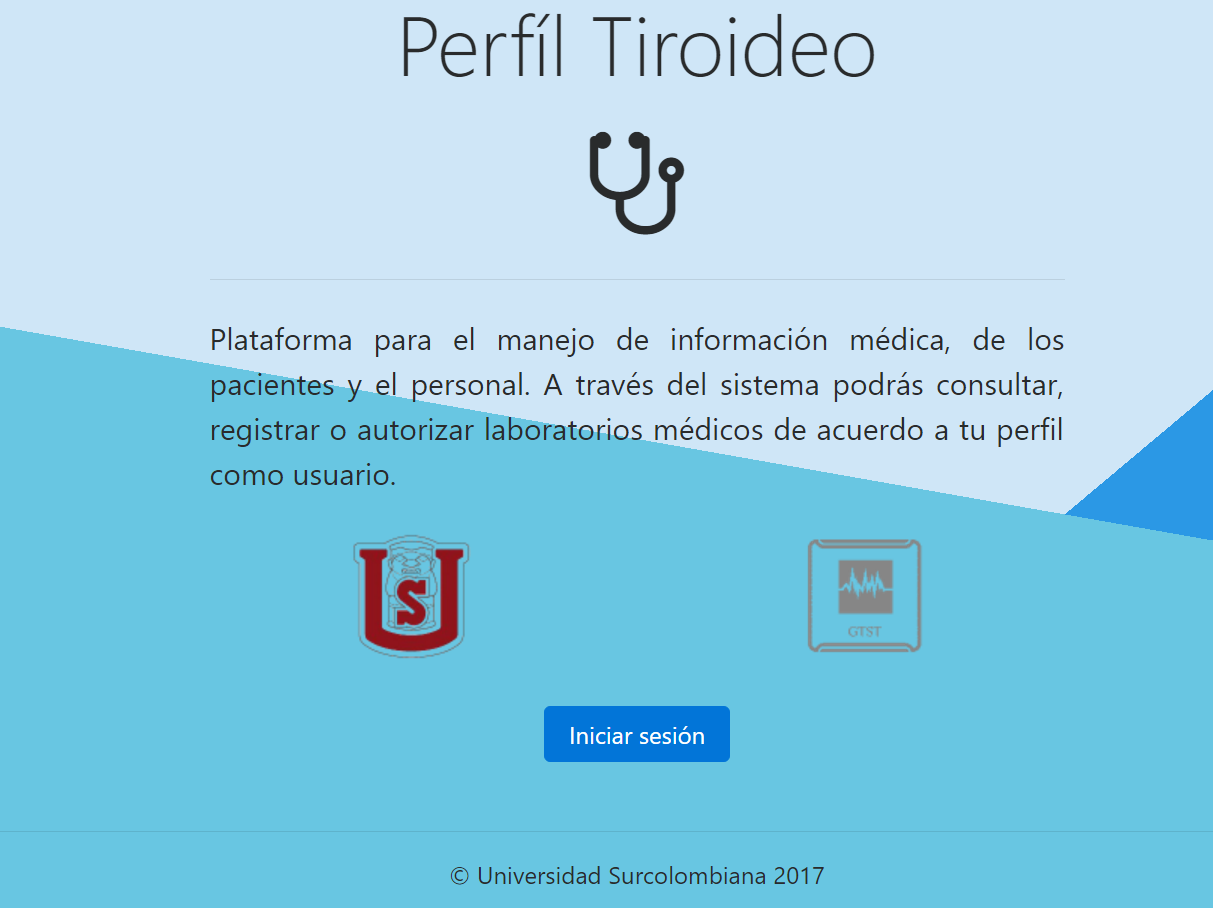 Perfíl Tiroideo
Plataforma para el manejo de información médica, de los
pacientes y el personal. A través del sistema podrás consultar,
registrar o autorizar laboratorios médicos de acuerdo a tu perfil
como usuario.
US
GTST
Iniciar sesión
© Universidad Surcolombiana 2017